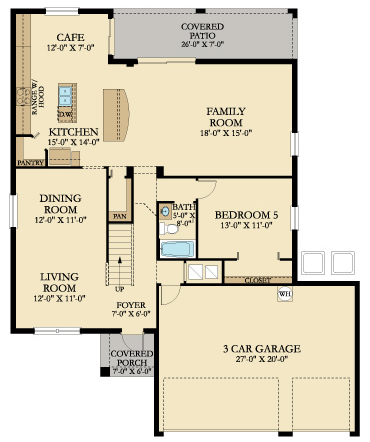 COVERED
PATIO
26'-0" X 7'-0"
CAFE
12'-0" X 7'-0"
RANGE W/
HOOD
D.W.
FAMILY
ROOM
18'-0" X 15'-0"
KITCHEN
15'-0" X 14'-0"
PANTRY
DINING
ROOM
12'-0" X 11'-0"
PAN
BATH
5'-0" X
8'-0"
BEDROOM 5
13'-0" X 11'-0"
LIVING
ROOM
12'-0" X 11'-0"
UP
CLOSET
WH
FOYER
7'-0" X 6'-0"
COVERED
PORCH
7'-0" X 6'-0"
3 CAR GARAGE
27'-0" X 20'-0"